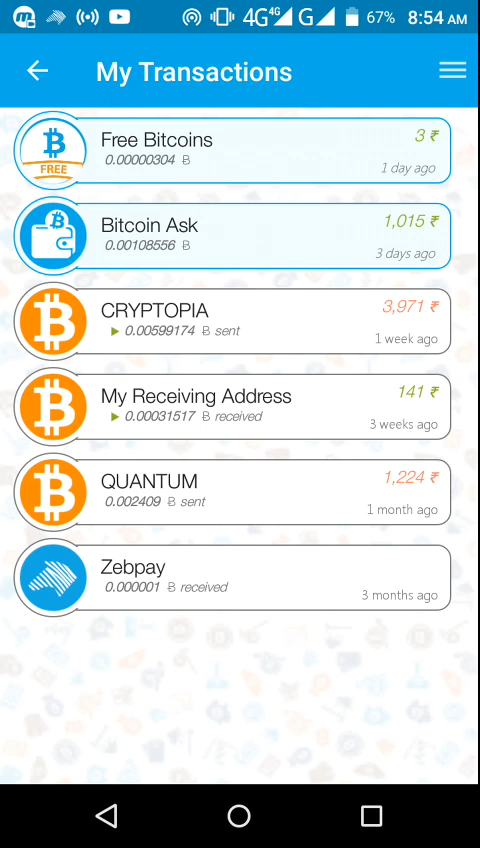 4G 4G G 67% 8:54 AM
My Transactions
Free Bitcoins 3 ₹
0.00000304 Ƀ 1 day ago
FREE
Bitcoin Ask 1,015 ₹
0.00108556 Ƀ 3 days ago
CRYPTOPIA 3,971 ₹
0.00599174 Ƀ sent 1 week ago
My Receiving Address 141 ₹
0.00031517 Ƀ received 3 weeks ago
QUANTUM 1,224 ₹
0.002409 Ƀ sent 1 month ago
Zebpay
0.000001 Ƀ received 3 months ago